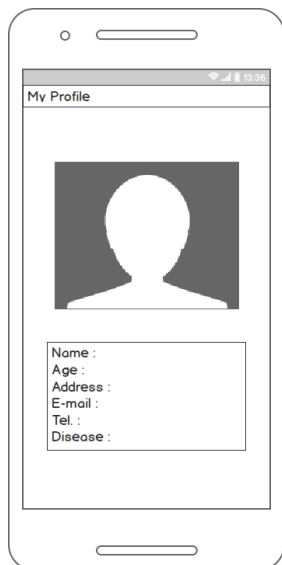 13:36
My Profile
Name :
Age :
Address :
E-mail :
Tel. :
Disease :